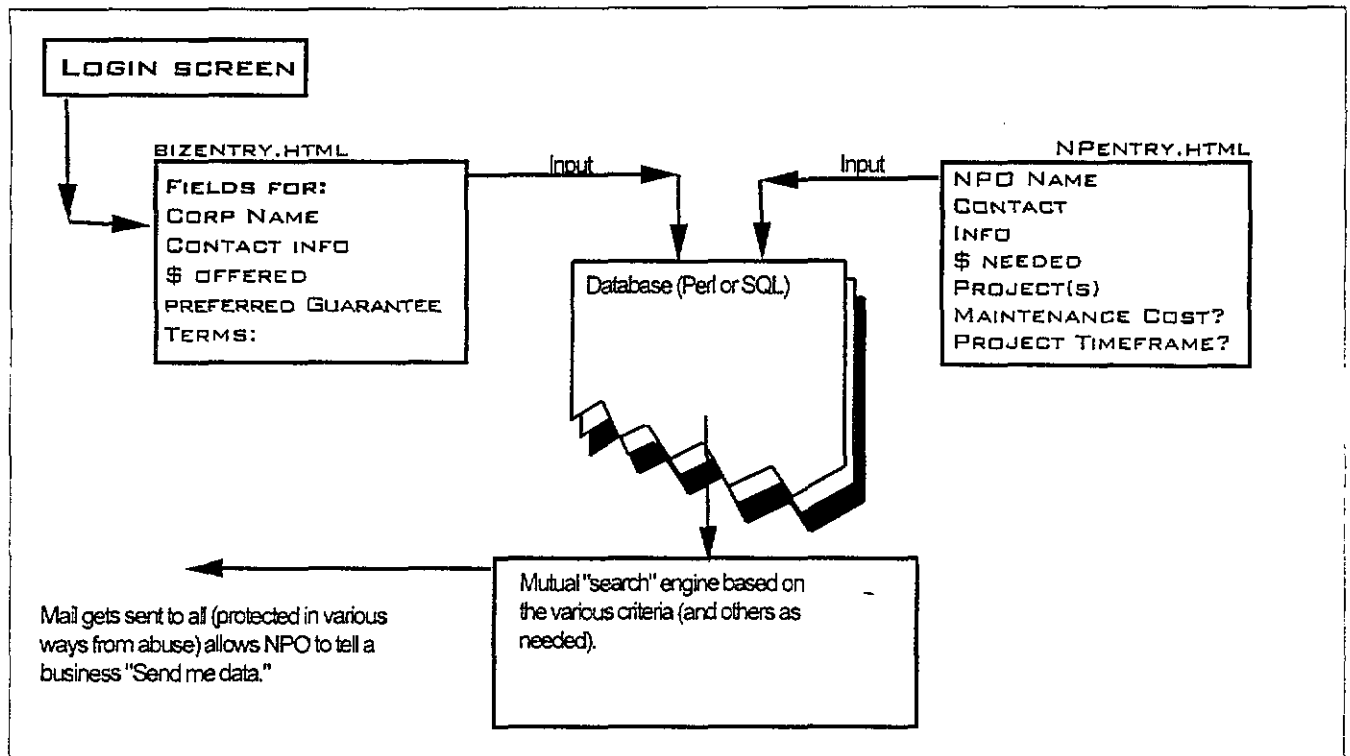 LOGIN SCREEN
BIZENTRY.HTML
FIELDS FOR:
CORP NAME
CONTACT INFO
$ OFFERED
PREFERRED GUARANTEE
TERMS:
Input
Input
NPENTRY.HTML
NPO NAME
CONTACT
INFO
$ NEEDED
PROJECT(S)
MAINTENANCE COST?
PROJECT TIMEFRAME?
Database (Perl or SQL)
Mutual "search" engine based on
the various criteria (and others as
needed).
Mail gets sent to all (protected in various
ways from abuse) allows NPO to tell a
business "Send me data."